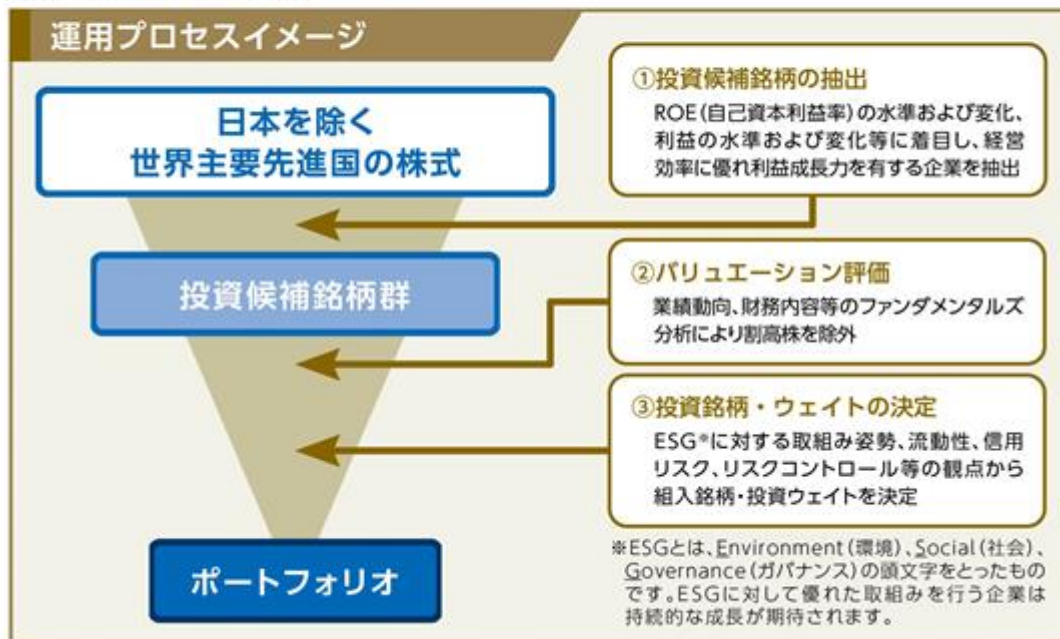 運用プロセスイメージ
日本を除く
世界主要先進国の株式
①投資候補銘柄の抽出
ROE(自己資本利益率)の水準および変化、
利益の水準および変化等に着目し、経営
効率に優れ利益成長力を有する企業を抽出
投資候補銘柄群
②バリュエーション評価
業績動向、財務内容等のファンダメンタルズ
分析により割高株を除外
③投資銘柄・ウェイトの決定
ESG※に対する取組み姿勢、流動性、信用
リスク、リスクコントロール等の観点から
組入銘柄・投資ウェイトを決定
ポートフォリオ
※ESGとは、Environment(環境)、Social(社会)、
Governance(ガバナンス)の頭文字をとったもの
です。ESGに対して優れた取組みを行う企業は
持続的な成長が期待されます。